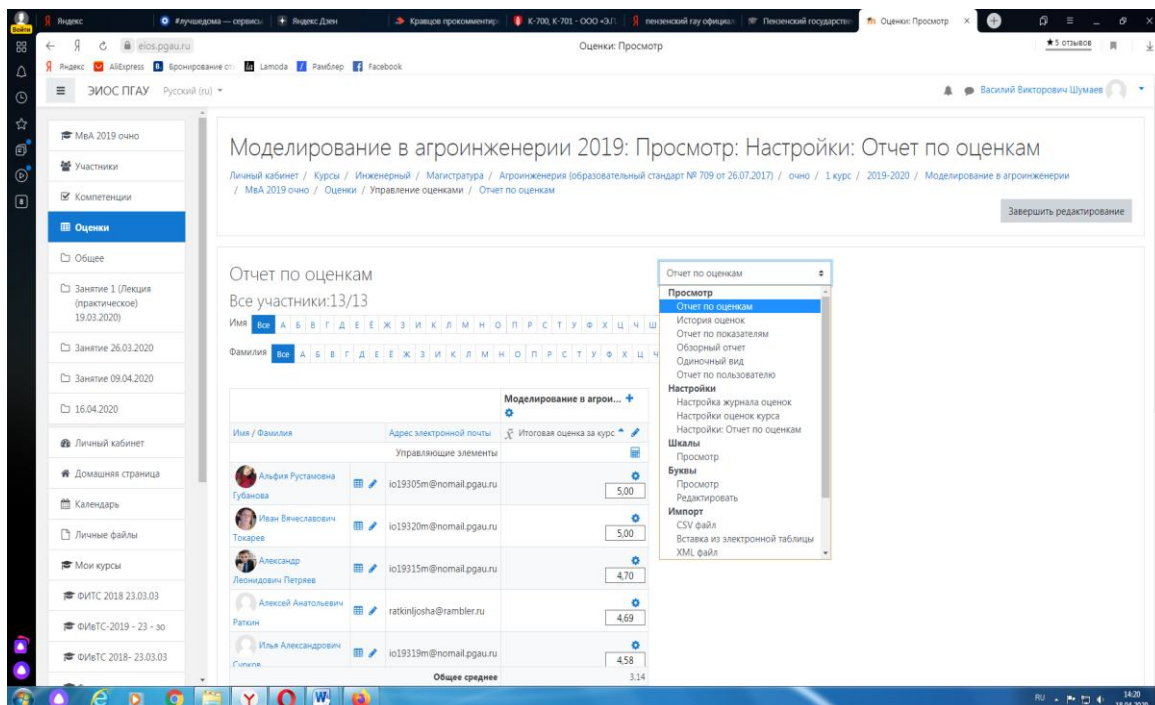 Войти
Яндекс
#лучшедома — сервисы
Яндекс Дзен
Кравцов прокомментир
К-700, К-701 - ООО «ЗЛ
пензенский гау официал
Пензенский государстве
Оценки: Просмотр
eios.pgau.ru
Оценки: Просмотр
★5 отзывов
Яндекс
AliExpress
Бронирование от
Lamoda
Рамблер
Facebook
ЭИОС ПГАУ
Русский (ru)
Василий Викторович Шумаев
МвА 2019 очно
Участники
Компетенции
Оценки
Общее
Занятие 1 (Лекция
(практическое)
19.03.2020)
Занятие 26.03.2020
Занятие 09.04.2020
16.04.2020
Личный кабинет
Домашняя страница
Календарь
Личные файлы
Мои курсы
ФИТС 2018 23.03.03
ФИвТС-2019 - 23 - зо
ФИвТС 2018- 23.03.03
Моделирование в агроинженерии 2019: Просмотр: Настройки: Отчет по оценкам
Личный кабинет / Курсы / Инженерный / Магистратура / Агроинженерия (образовательный стандарт № 709 от 26.07.2017) / очно / 1 курс / 2019-2020 / Моделирование в агроинженерии
/ МвА 2019 очно / Оценки / Управление оценками / Отчет по оценкам
Завершить редактирование
Отчет по оценкам
Все участники:13/13
Имя Все А Б В Г Д Е Ё Ж З И К Л М Н О П Р С Т У Ф Х Ц Ч Ш
Фамилия Все А Б В Г Д Е Ё Ж З И К Л М Н О П Р С Т У Ф Х Ц Ч
Моделирование в агрои...
Имя / Фамилия
Адрес электронной почты
Итоговая оценка за курс
Управляющие элементы
Альфия Рустамовна
Губанова
io19305m@nomail.pgau.ru
5,00
Иван Вячеславович
Токарев
io19320m@nomail.pgau.ru
5,00
Александр
Леонидович Петряев
io19315m@nomail.pgau.ru
4,70
Алексей Анатольевич
Раткин
ratkinljosha@rambler.ru
4,69
Илья Александрович
io19319m@nomail.pgau.ru
4,58
Общее среднее
3,14
Отчет по оценкам
Просмотр
Отчет по оценкам
История оценок
Отчет по показателям
Обзорный отчет
Одиночный вид
Отчет по пользователю
Настройки
Настройка журнала оценок
Настройки оценок курса
Настройки: Отчет по оценкам
Шкалы
Просмотр
Буквы
Просмотр
Редактировать
Импорт
CSV файл
Вставка из электронной таблицы
XML файл
RU
14:20
18.04.2020